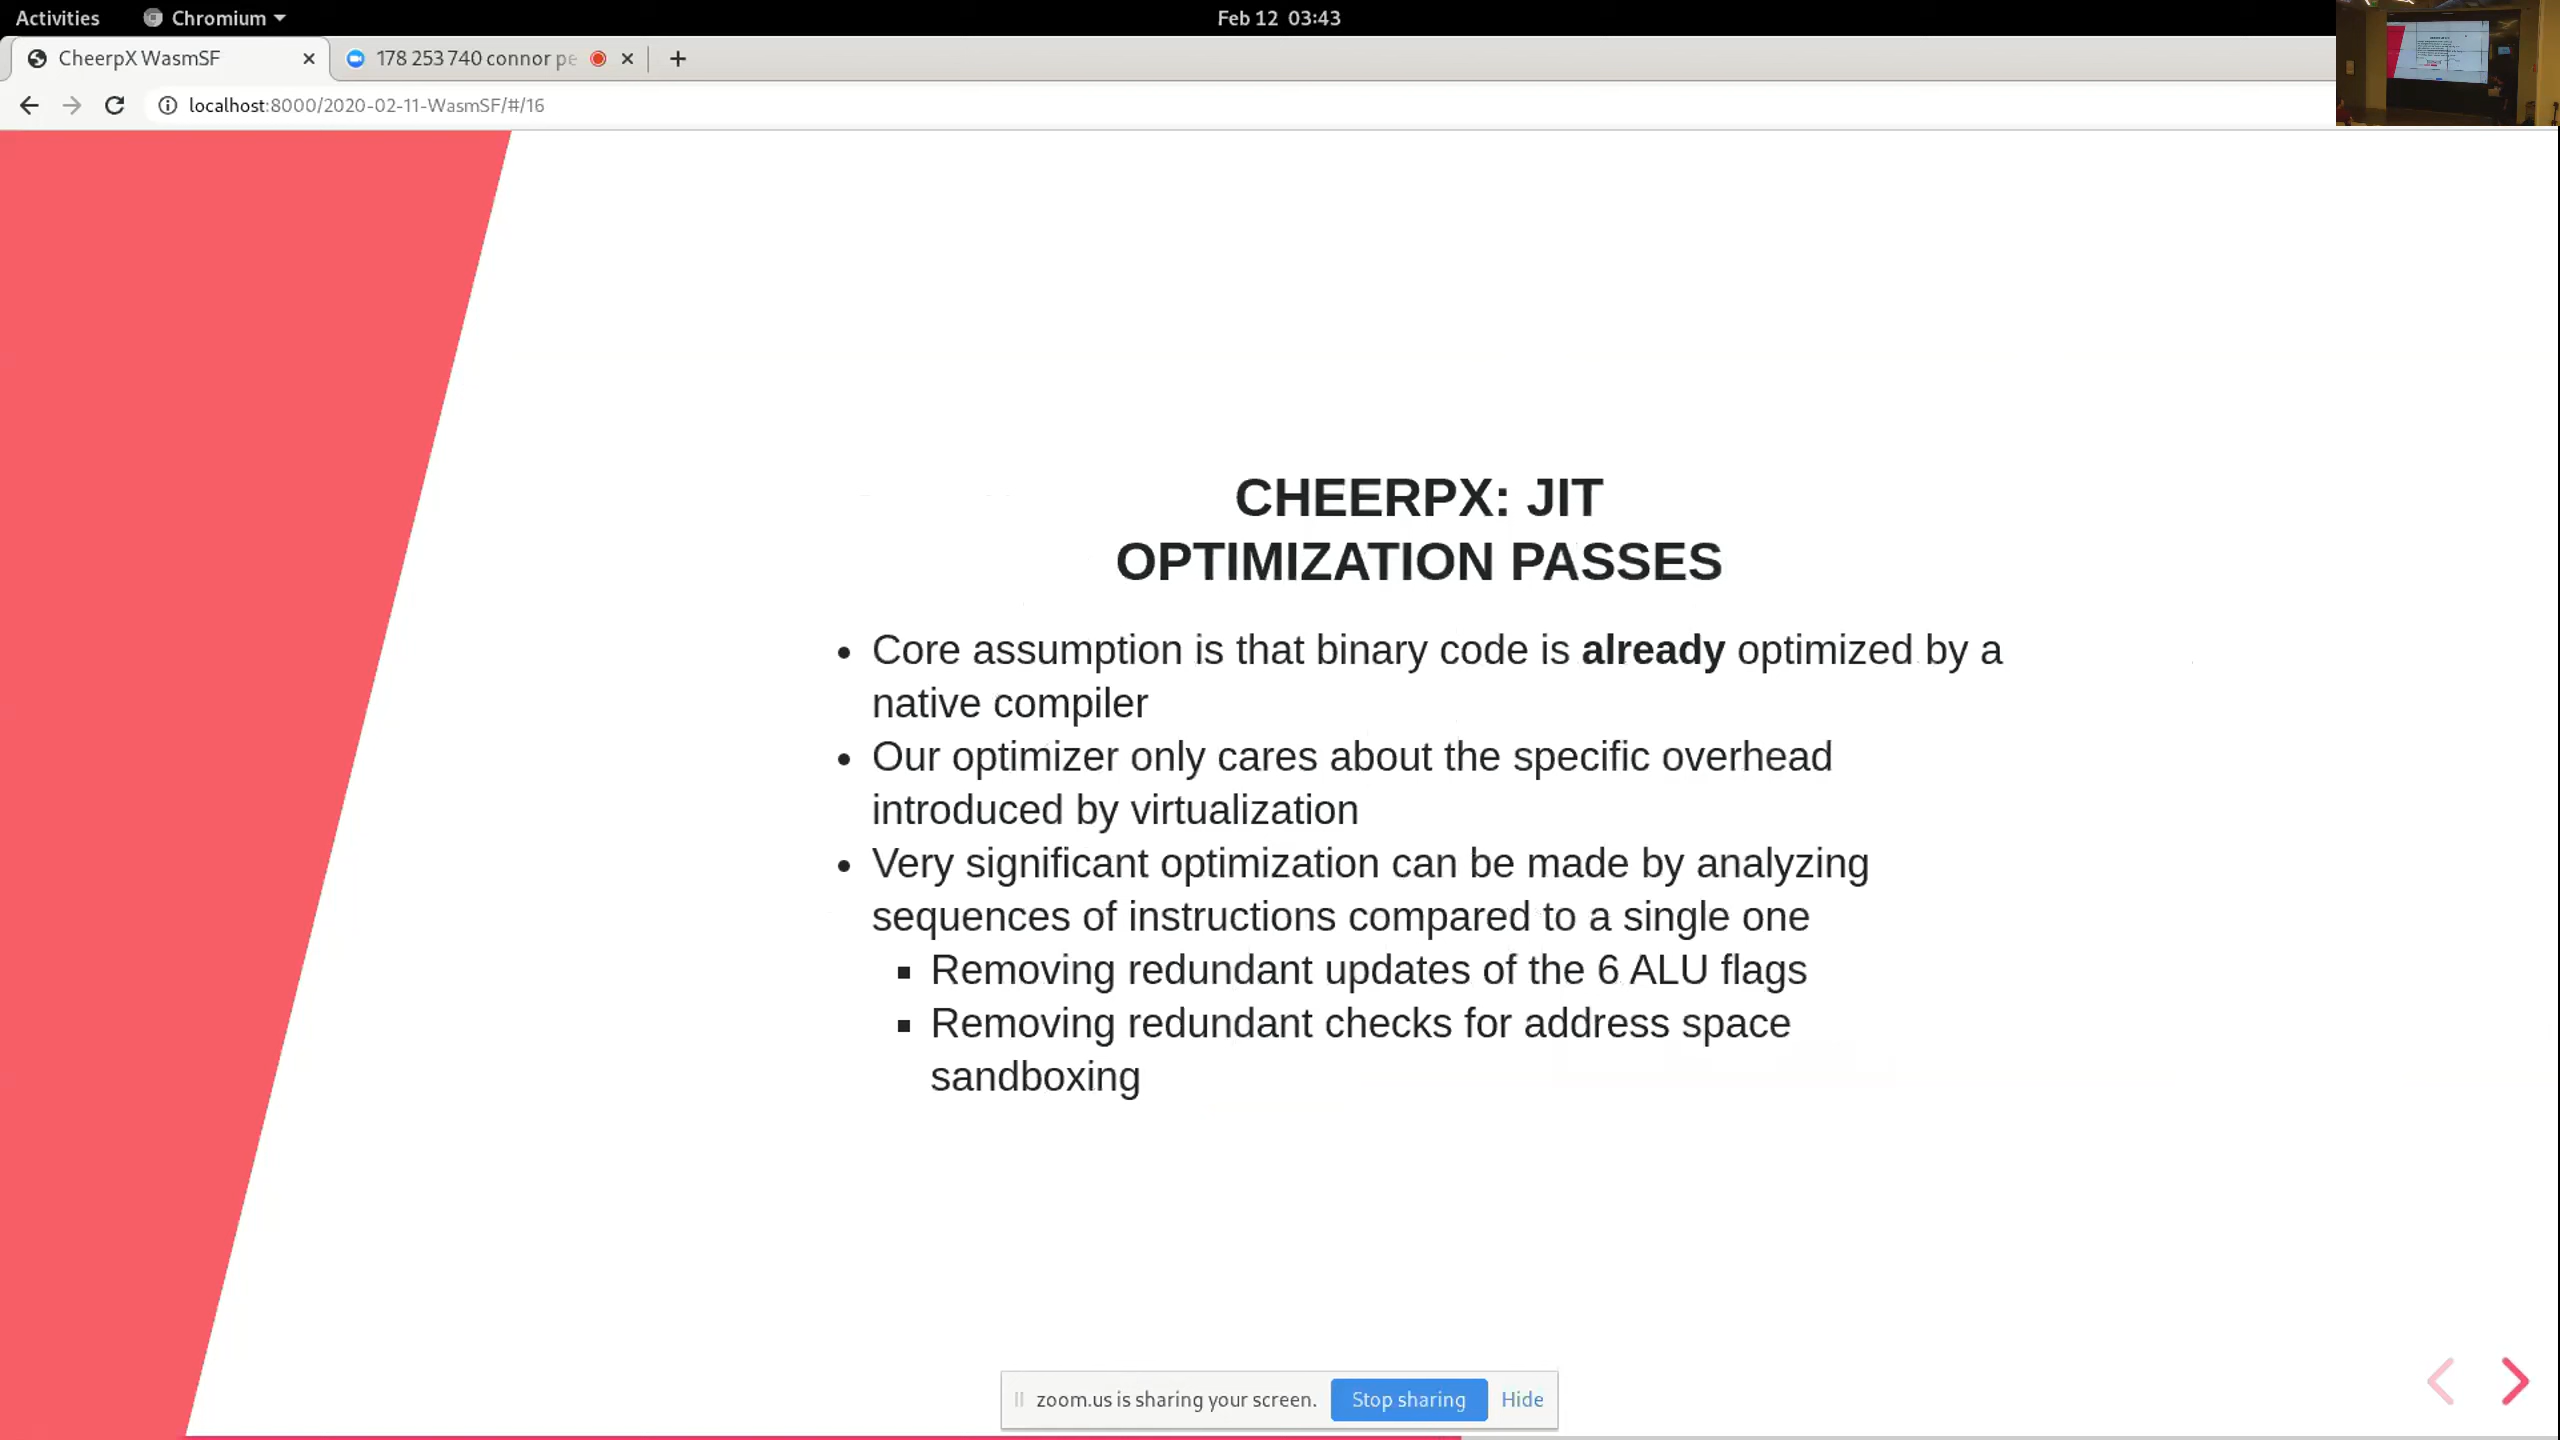 Activities Chromium Feb 12 03:43
CheerpX WasmSF 178 253 740 connor pe
localhost:8000/2020-02-11-WasmSF/#/16
CHEERPX: JIT
OPTIMIZATION PASSES
• Core assumption is that binary code is already optimized by a
native compiler
• Our optimizer only cares about the specific overhead
introduced by virtualization
• Very significant optimization can be made by analyzing
sequences of instructions compared to a single one
▪ Removing redundant updates of the 6 ALU flags
▪ Removing redundant checks for address space
sandboxing
zoom.us is sharing your screen. Stop sharing Hide